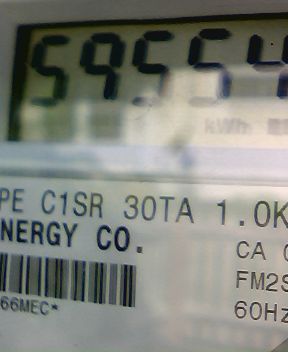 59554
kWh
PE C1SR 30TA 1.0K
NERGY CO.
CA
FM2S
66MEC*
60Hz